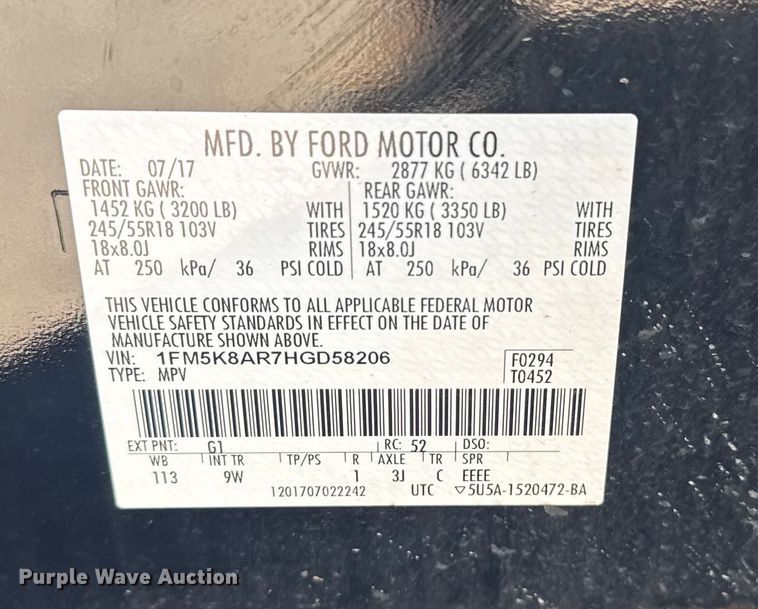 MFD. BY FORD MOTOR CO.
DATE: 07/17 GVWR: 2877 KG ( 6342 LB)
FRONT GAWR: REAR GAWR:
1452 KG ( 3200 LB) WITH 1520 KG ( 3350 LB) WITH
245/55R18 103V TIRES 245/55R18 103V TIRES
18x8.0J RIMS 18x8.0J RIMS
AT 250 kPa/ 36 PSI COLD AT 250 kPa/ 36 PSI COLD
THIS VEHICLE CONFORMS TO ALL APPLICABLE FEDERAL MOTOR
VEHICLE SAFETY STANDARDS IN EFFECT ON THE DATE OF
MANUFACTURE SHOWN ABOVE.
VIN: 1FM5K8AR7HGD58206 F0294
TYPE: MPV T0452
EXT PNT: G1 RC: 52 DSO:
WB INT TR TP/PS R AXLE TR SPR
113 9W 1 3J C EEEE
1201707022242 UTC ▽5U5A-1520472-BA
Purple Wave Auction